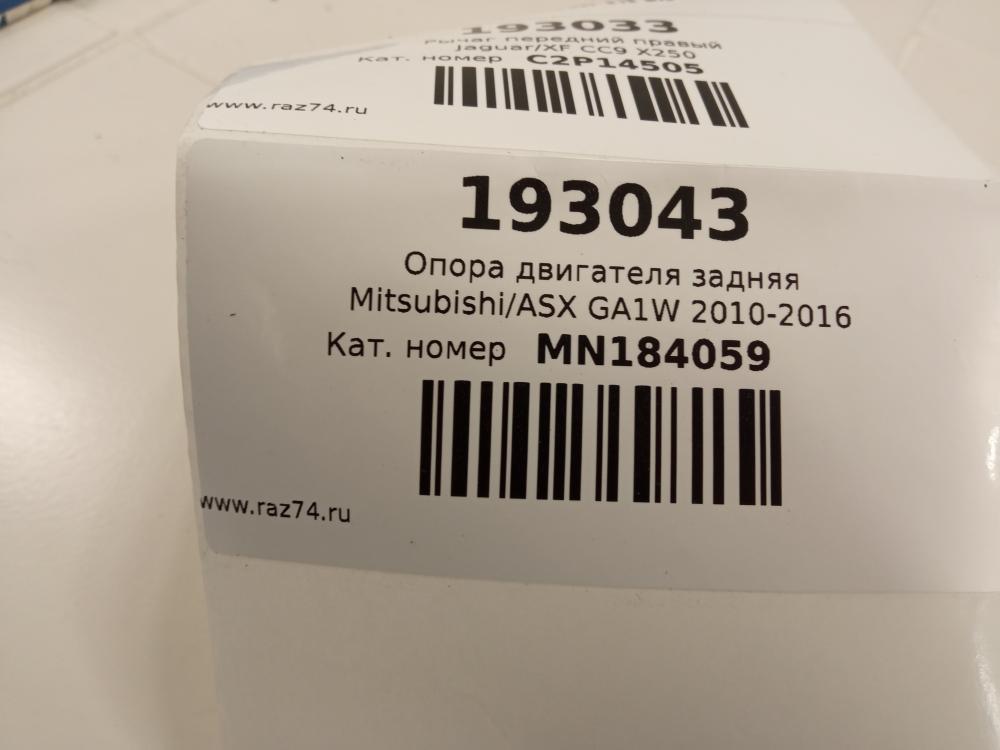 193033
Рычаг передний правый
Jaguar/XF CC9 X250
Кат. номер C2P14505
www.raz74.ru
193043
Опора двигателя задняя
Mitsubishi/ASX GA1W 2010-2016
Кат. номер MN184059
www.raz74.ru